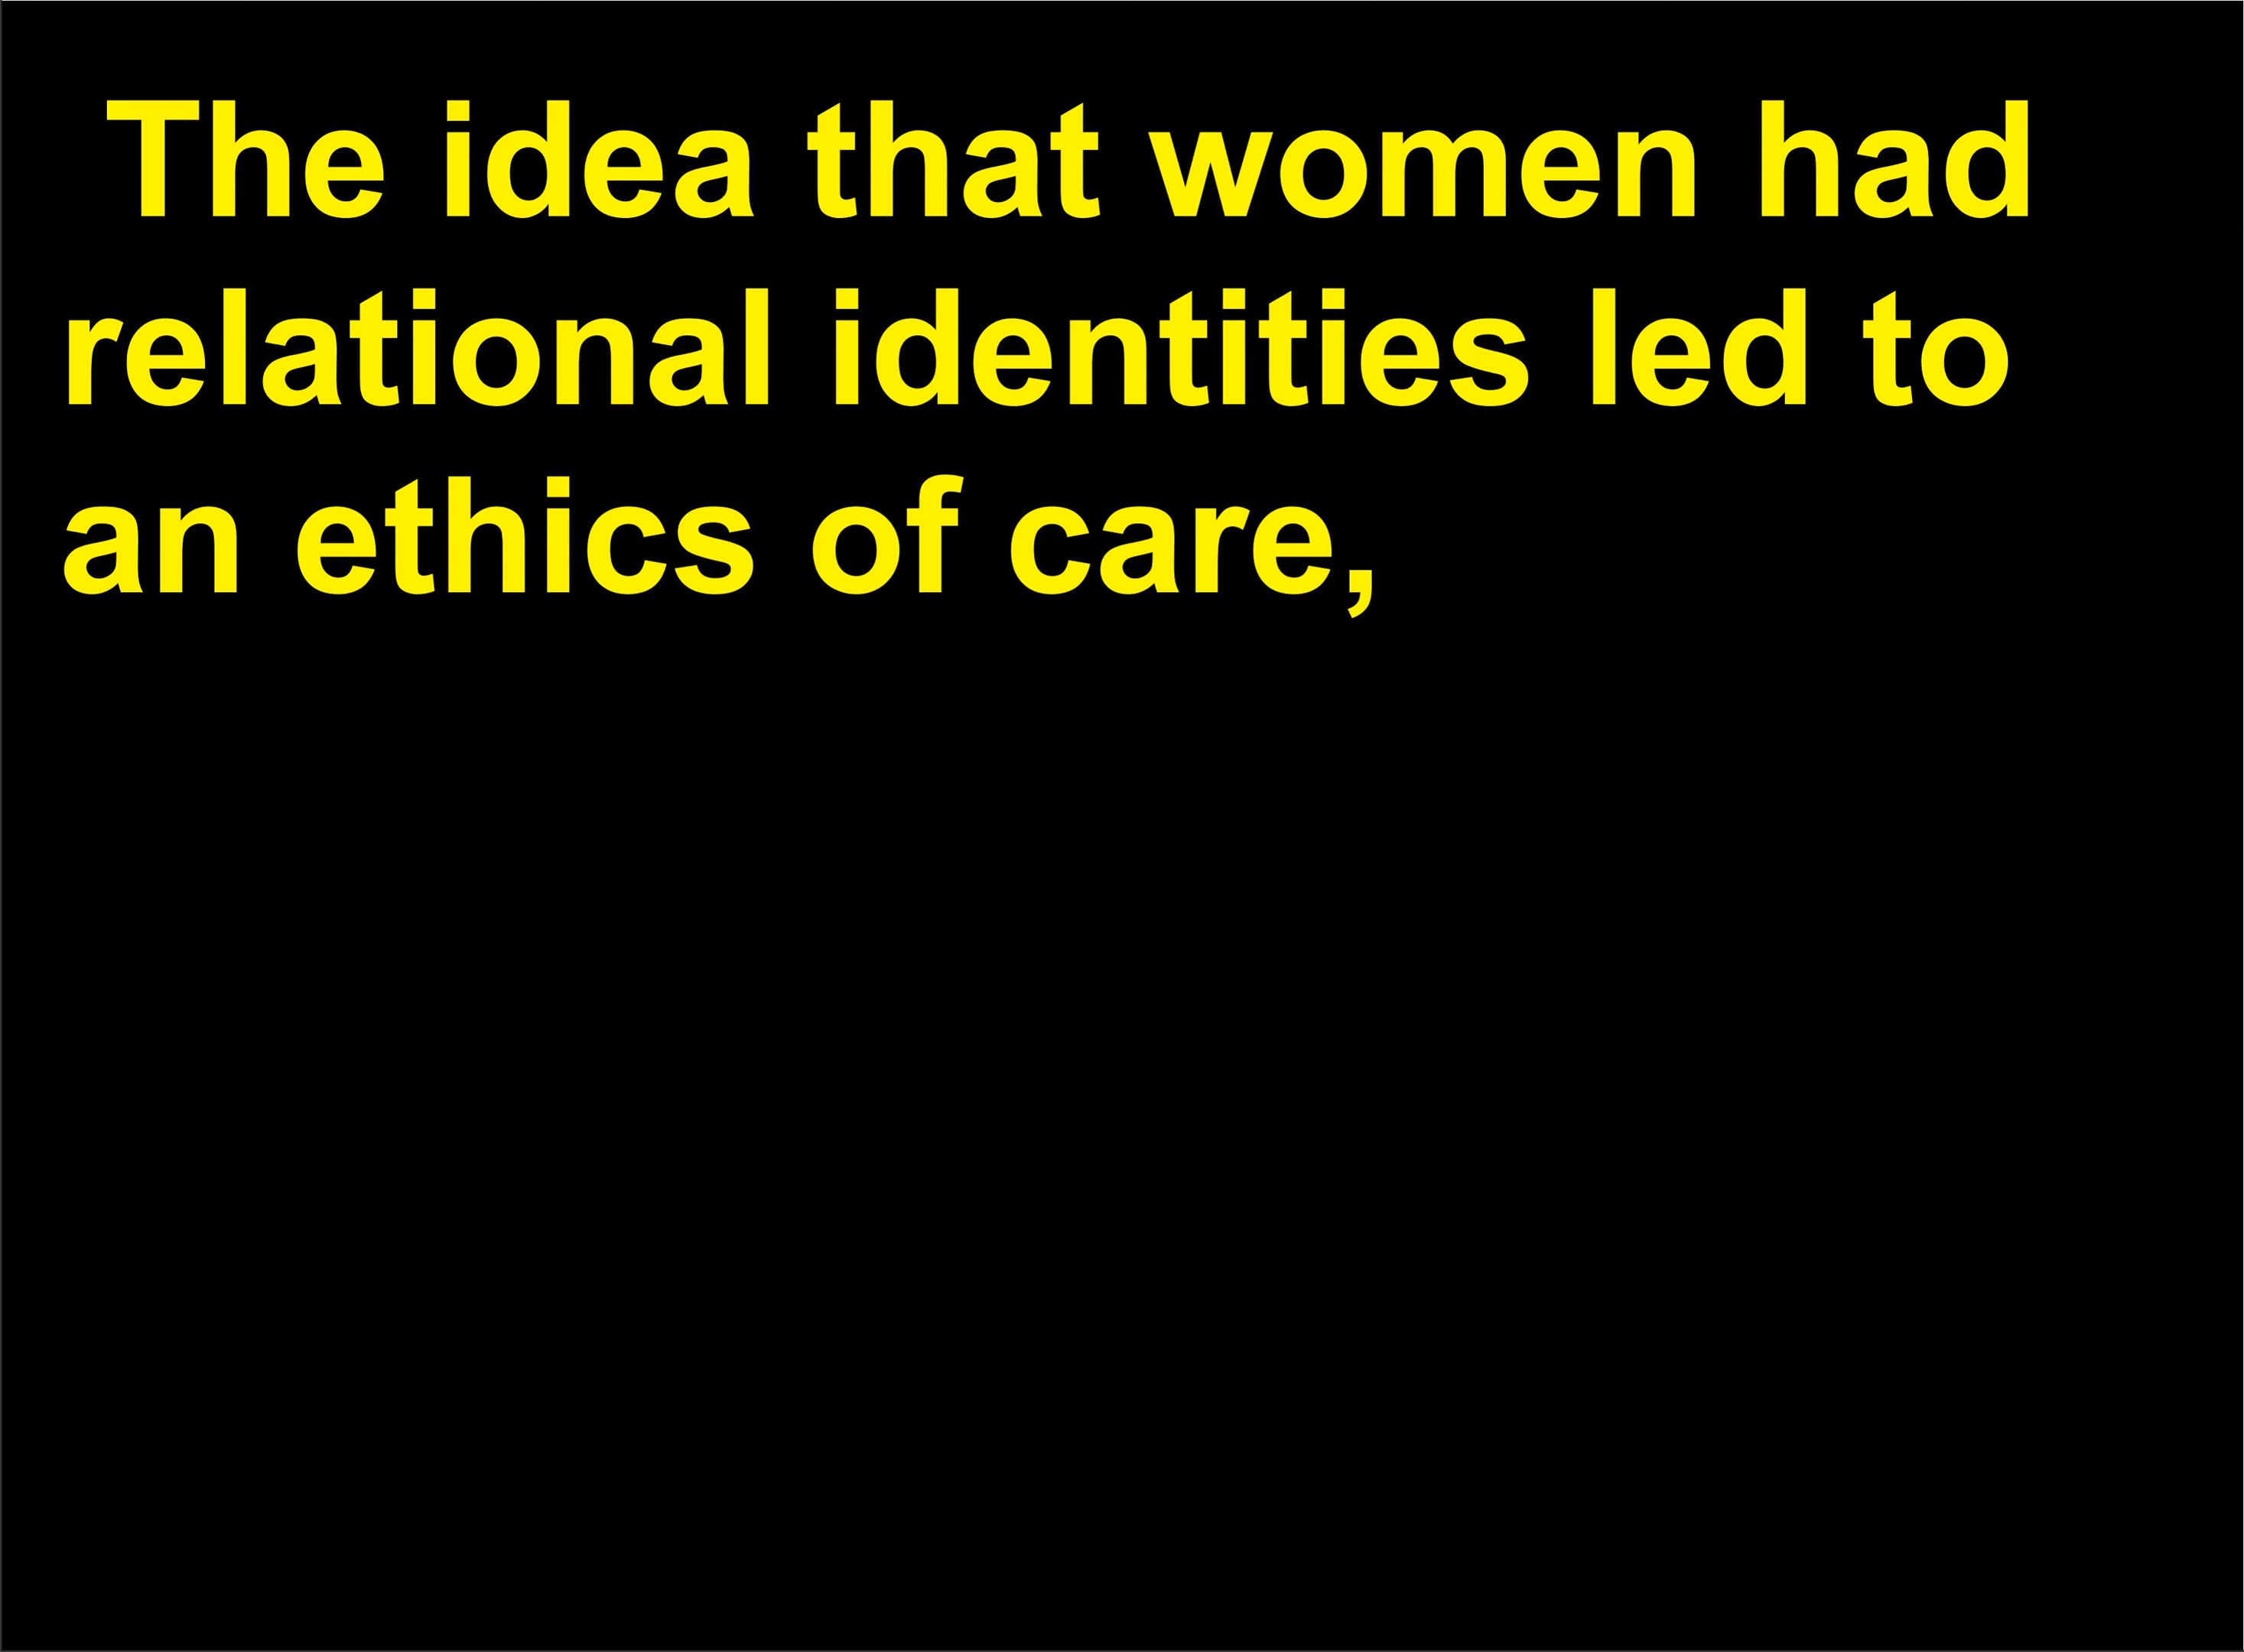 The idea that women had
relational identities led to
an ethics of care,